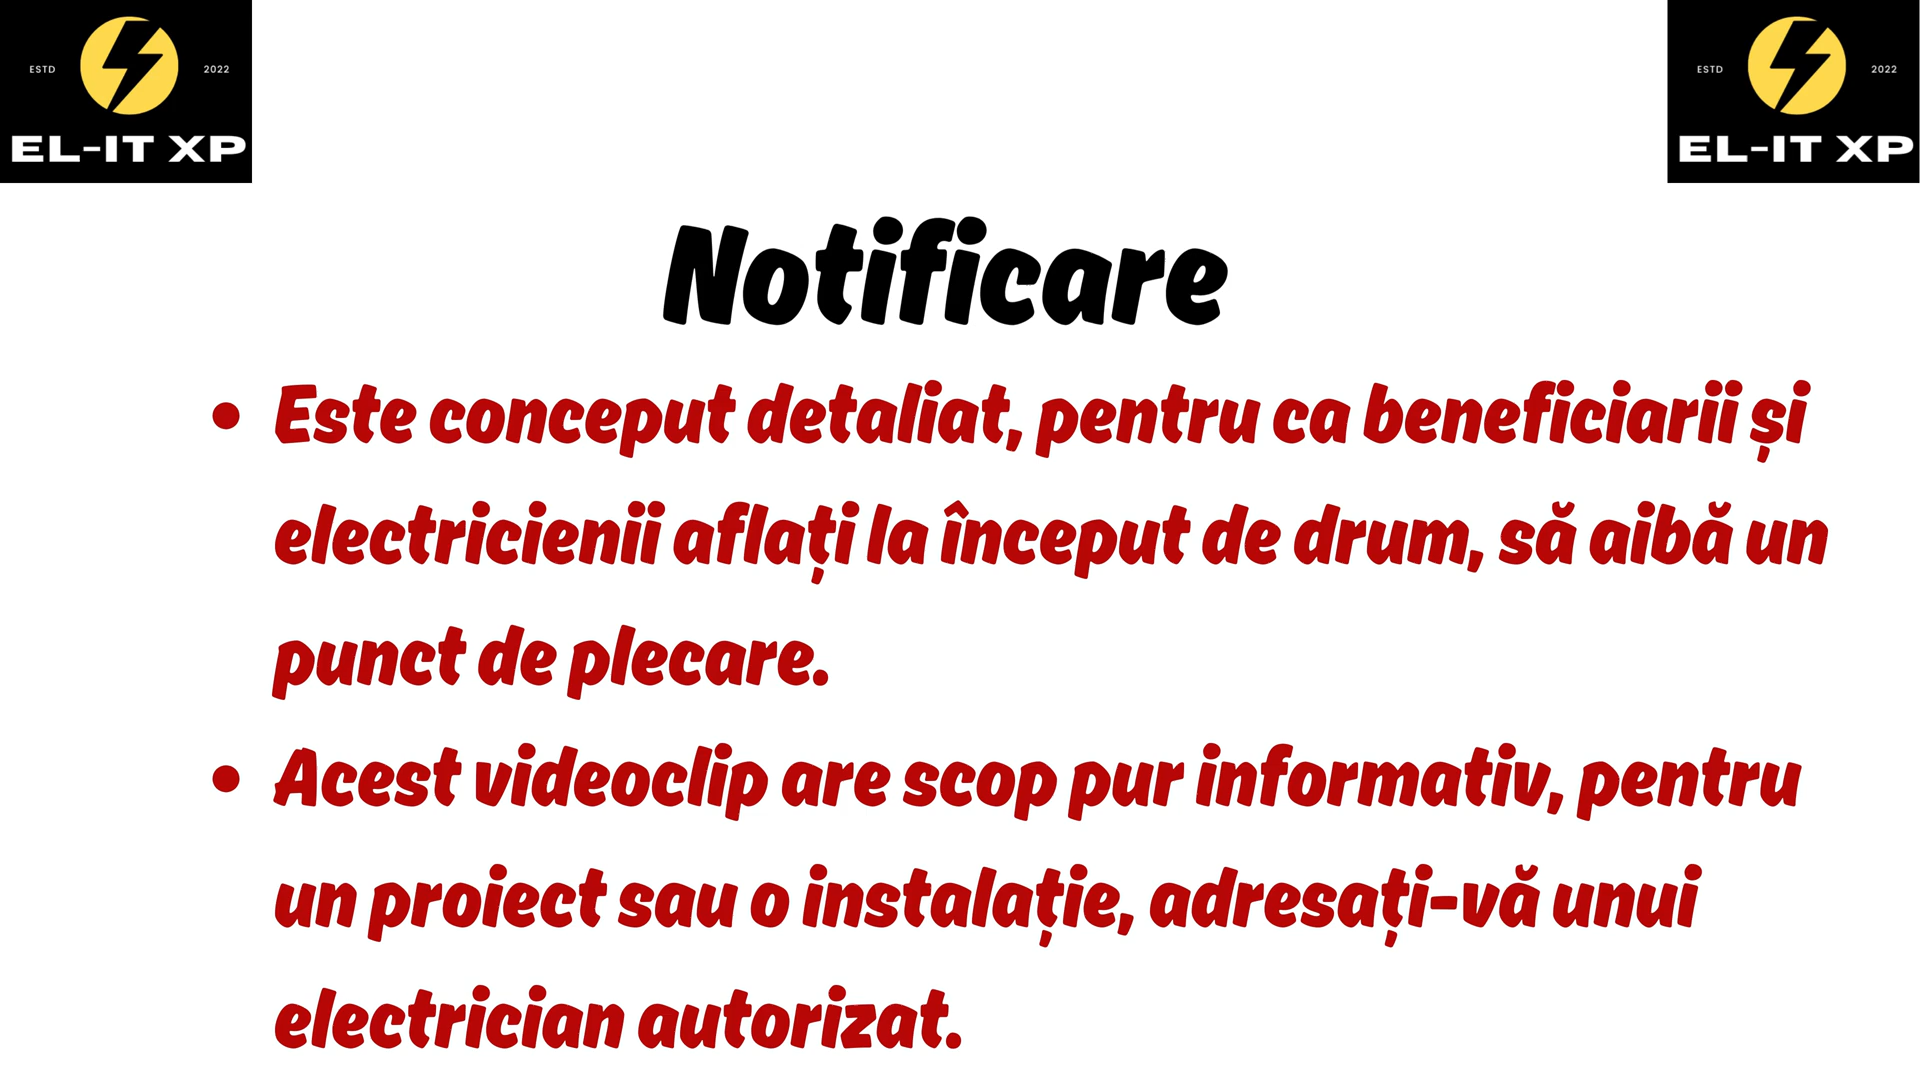 ESTD 2022
EL-IT XP
ESTD 2022
EL-IT XP
Notificare
• Este conceput detaliat, pentru ca beneficiarii și
electricienii aflați la început de drum, să aibă un
punct de plecare.
• Acest videoclip are scop pur informativ, pentru
un proiect sau o instalație, adresați-vă unui
electrician autorizat.